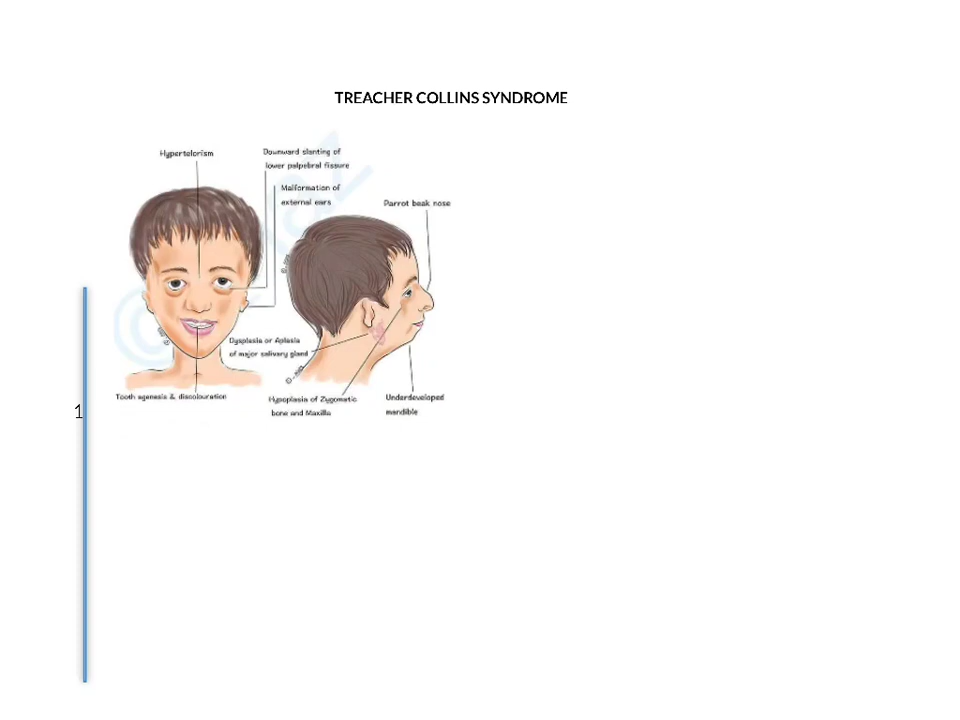 TREACHER COLLINS SYNDROME
Hypertelorism
Downward slanting of
lower palpebral fissure
Malformation of
external ears
Parrot beak nose
Dysplasia or Aplasia
of major salivary gland
Tooth agenesis & discolouration
Hypoplasia of Zygomatic
bone and Maxilla
Underdeveloped
mandible
1